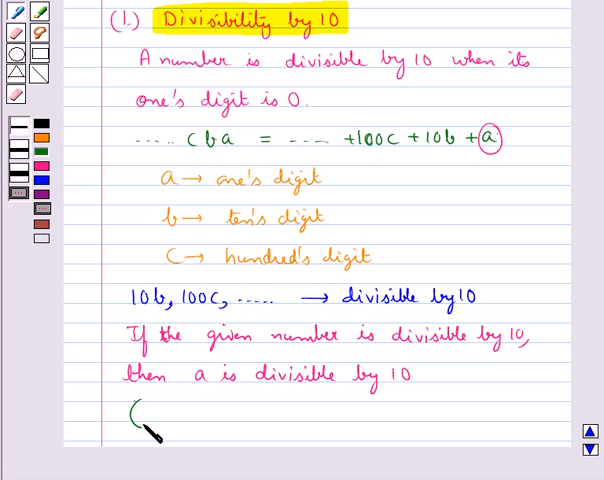 (1.) Divisibility by 10
A number is divisible by 10 when its
one's digit is 0.
..... c b a = ---- +100c + 10b + a
a → one's digit
b → ten's digit
c → hundred's digit
10b, 100c, ..... → divisible by 10
If the given number is divisible by 10,
then a is divisible by 10
(